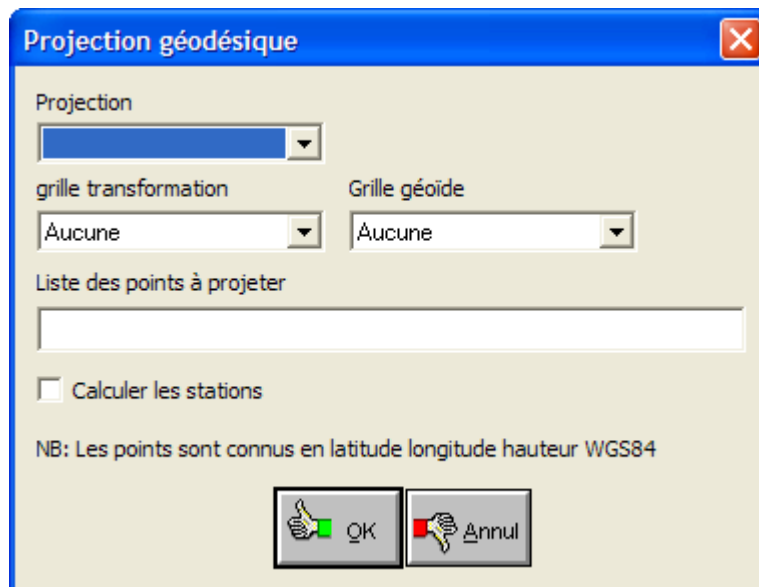 Projection géodésique
Projection
grille transformation Grille géoïde
Aucune Aucune
Liste des points à projeter
Calculer les stations
NB: Les points sont connus en latitude longitude hauteur WGS84
OK Annul